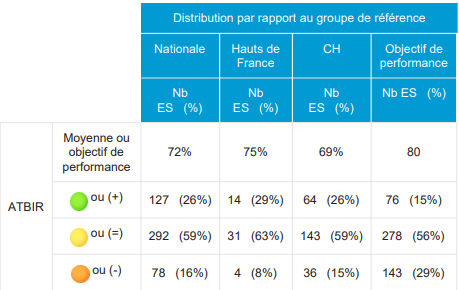 Distribution par rapport au groupe de référence
Nationale Hauts de France CH Objectif de performance
Nb ES (%) Nb ES (%) Nb ES (%) Nb ES (%)
ATBIR
Moyenne ou objectif de performance 72% 75% 69% 80
ou (+) 127 (26%) 14 (29%) 64 (26%) 76 (15%)
ou (=) 292 (59%) 31 (63%) 143 (59%) 278 (56%)
ou (-) 78 (16%) 4 (8%) 36 (15%) 143 (29%)